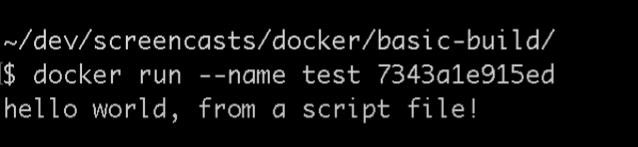 ~/dev/screencasts/docker/basic-build/
$ docker run --name test 7343a1e915ed
hello world, from a script file!